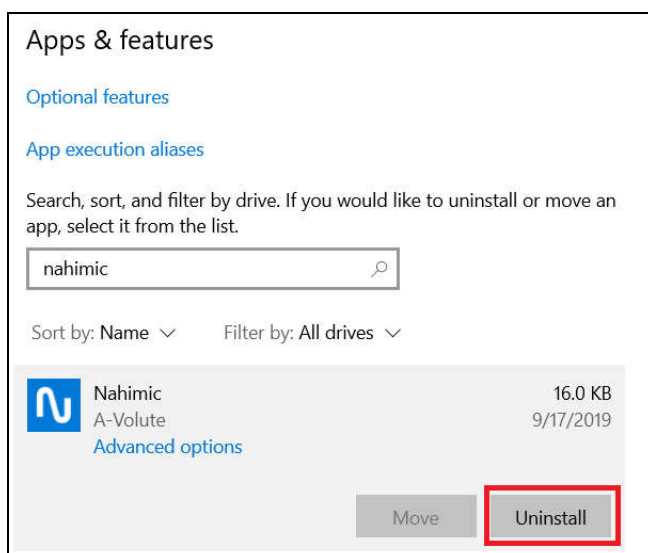 Apps & features
Optional features
App execution aliases
Search, sort, and filter by drive. If you would like to uninstall or move an
app, select it from the list.
nahimic
Sort by: Name Filter by: All drives
Nahimic 16.0 KB
A-Volute 9/17/2019
Advanced options
Move Uninstall